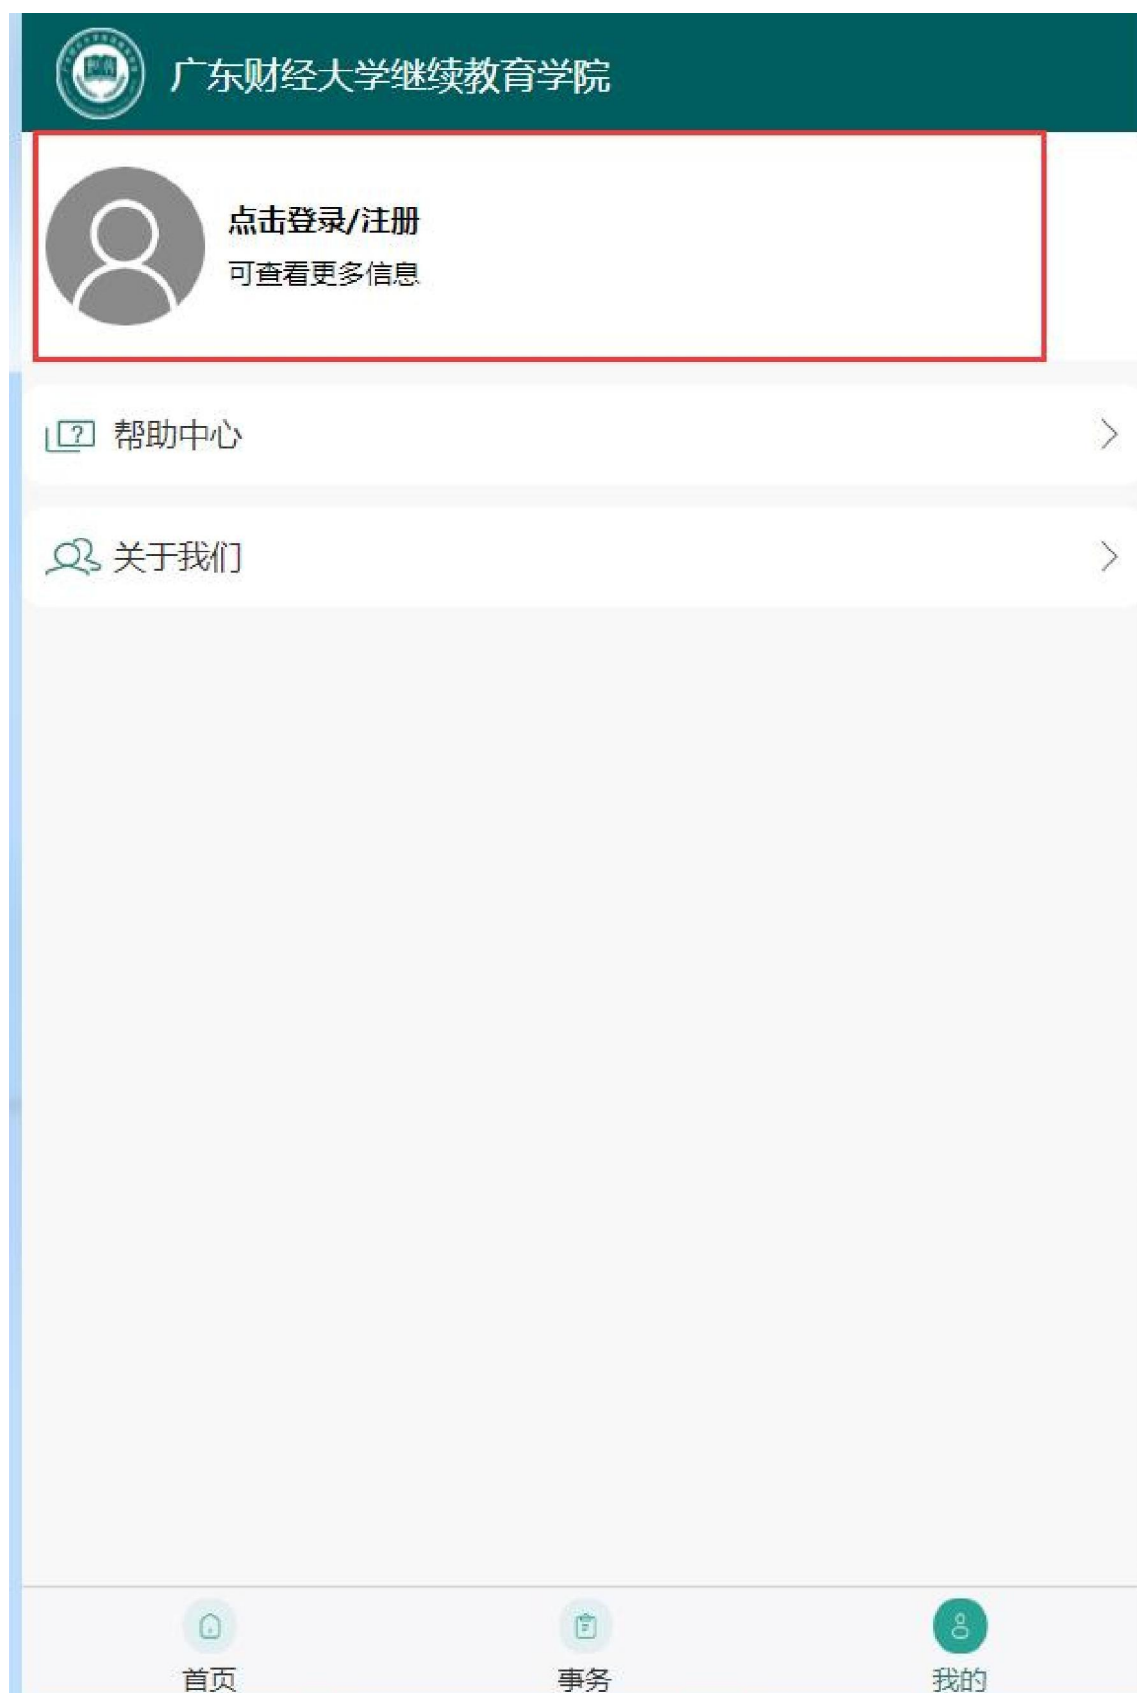 广东财经大学继续教育学院
点击登录/注册
可查看更多信息
帮助中心
关于我们
首页
事务
我的